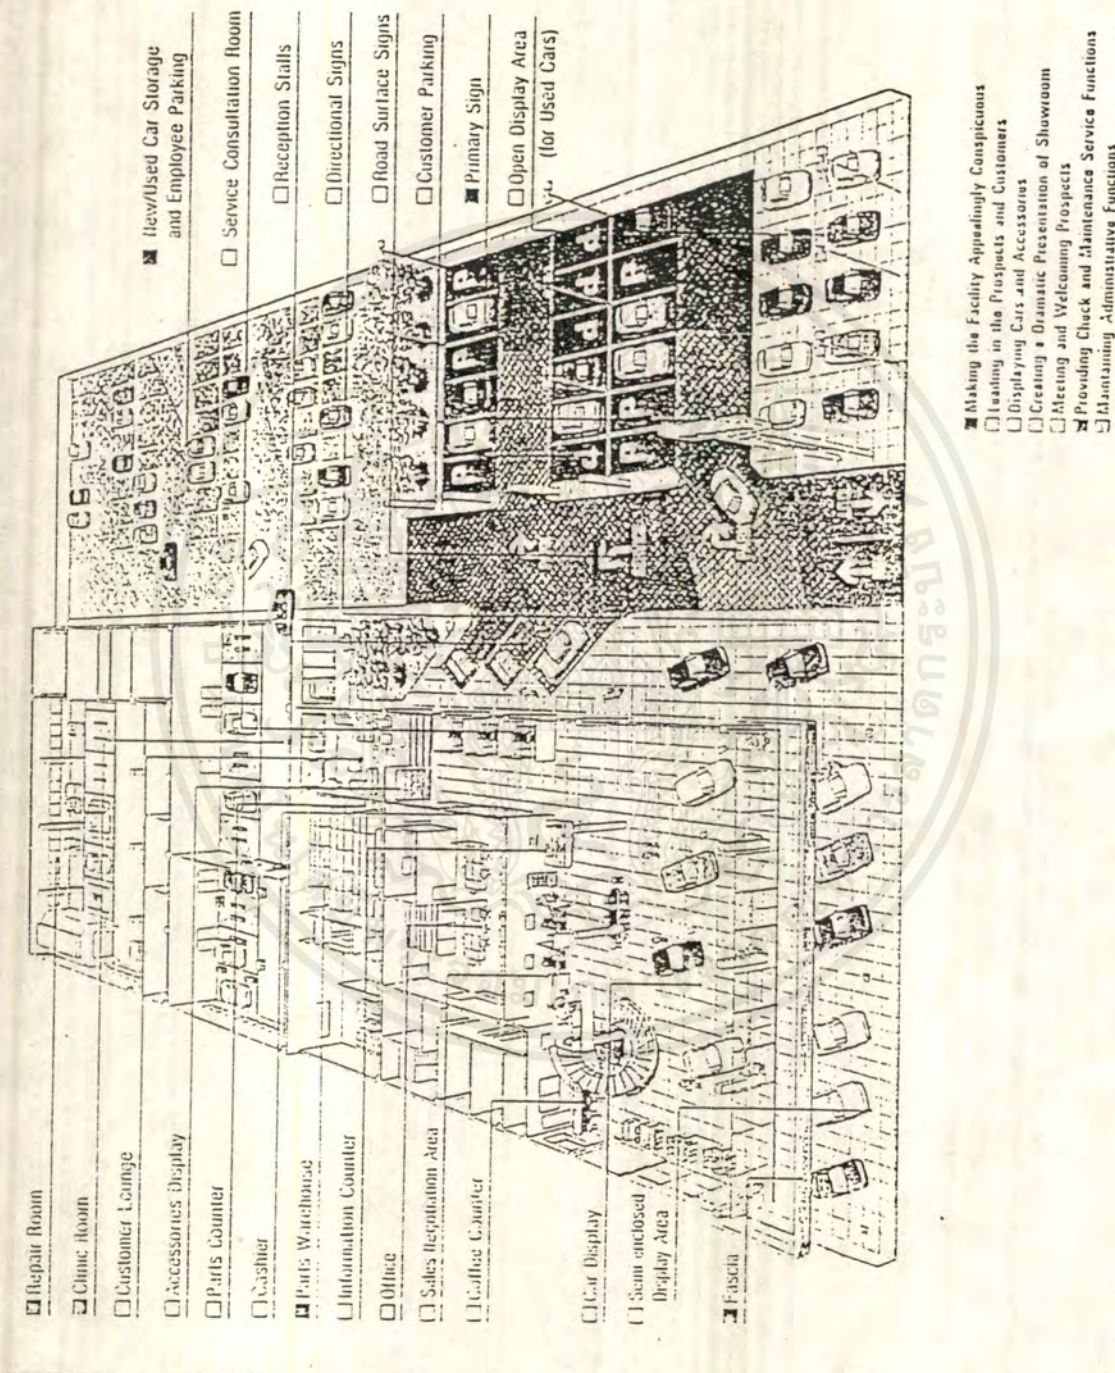 Repair Room
Clinic Room
Customer Lounge
Accessories Display
Parts Counter
Cashier
Parts Warehouse
Information Counter
Office
Sales Negotiation Area
Coffee Counter
Car Display
Semi enclosed
Display Area
Fascia
New/Used Car Storage
and Employee Parking
Service Consultation Room
Reception Stalls
Directional Signs
Road Surface Signs
Customer Parking
Primary Sign
Open Display Area
(for Used Cars)
P P P
P P P
P P P
Making the Facility Appealingly Conspicuous
Leading in the Prospects and Customers
Displaying Cars and Accessories
Creating a Dramatic Presentation of Showroom
Meeting and Welcoming Prospects
Providing Check and Maintenance Service Functions
Maintaining Administrative Functions